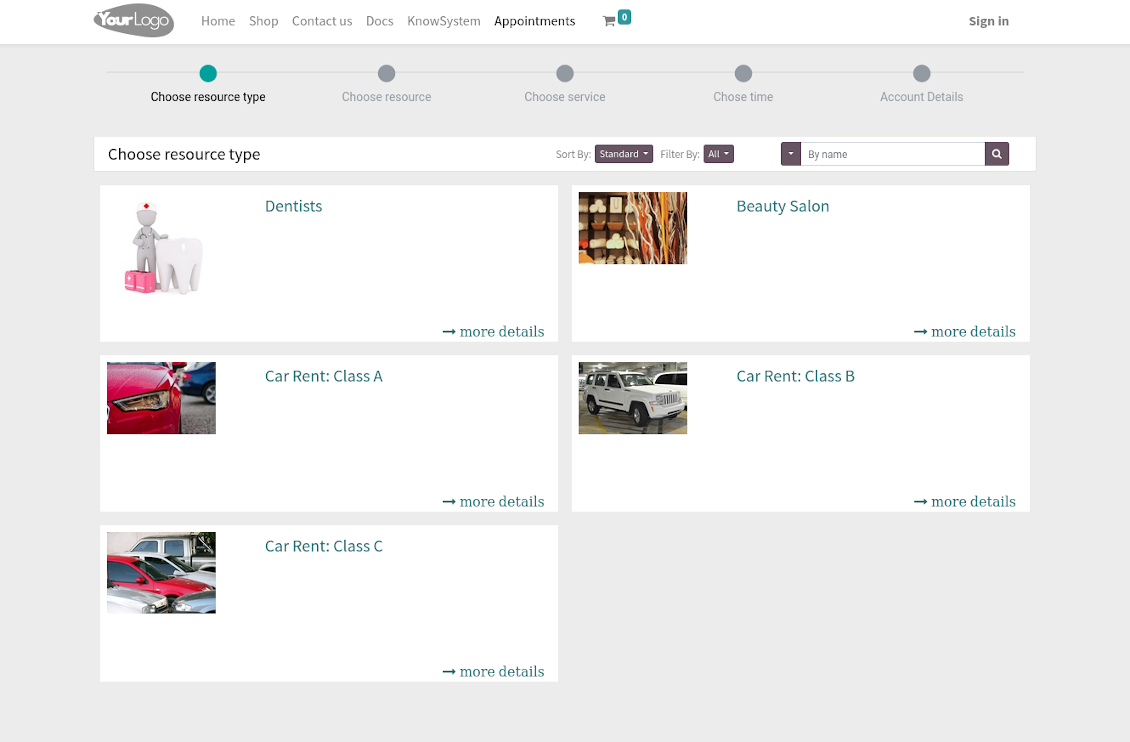 YourLogo Home Shop Contact us Docs KnowSystem Appointments 0 Sign in
Choose resource type Choose resource Choose service Chose time Account Details
Choose resource type Sort By: Standard Filter By: All By name
Dentists Beauty Salon
more details more details
Car Rent: Class A Car Rent: Class B
more details more details
Car Rent: Class C
more details